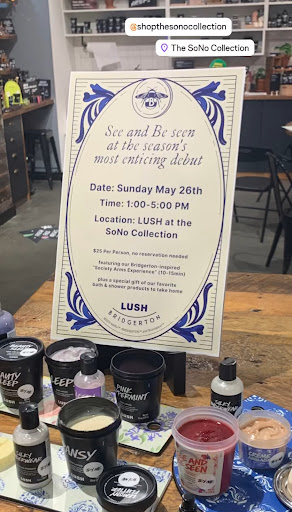 @shopthesonocollection
The SoNo Collection
B
See and Be seen
at the season's
most enticing debut
Date: Sunday May 26th
Time: 1:00-5:00 PM
Location: LUSH at the
SoNo Collection
$25 Per Person, no reservation needed
featuring our Bridgerton-inspired
"Society Arms Experience" (10-15min)
plus a special gift of our favorite
bath & shower products to take home
LUSH
BRIDGERTON